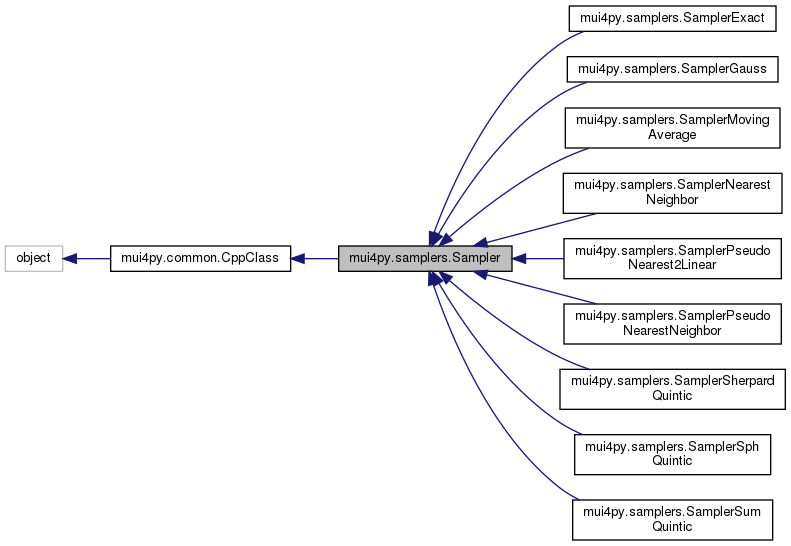 object
mui4py.common.CppClass
mui4py.samplers.Sampler
mui4py.samplers.SamplerExact
mui4py.samplers.SamplerGauss
mui4py.samplers.SamplerMoving
Average
mui4py.samplers.SamplerNearest
Neighbor
mui4py.samplers.SamplerPseudo
Nearest2Linear
mui4py.samplers.SamplerPseudo
NearestNeighbor
mui4py.samplers.SamplerSherpard
Quintic
mui4py.samplers.SamplerSph
Quintic
mui4py.samplers.SamplerSum
Quintic